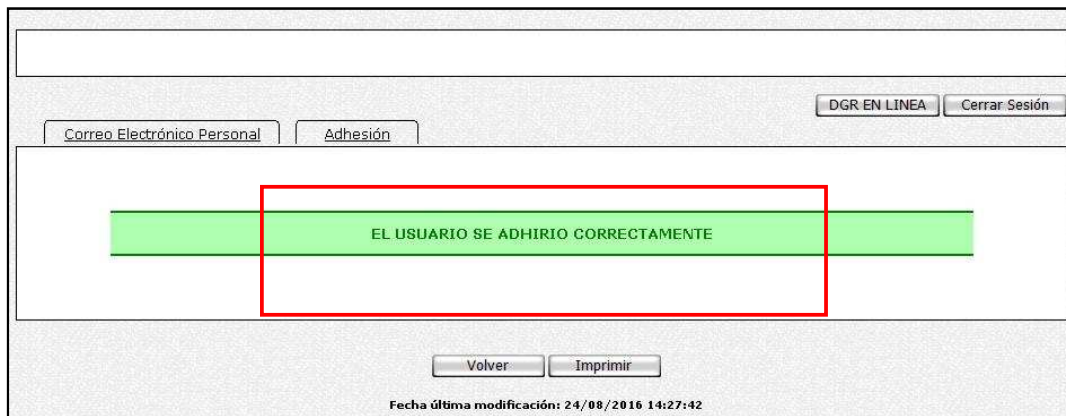 DGR EN LINEA Cerrar Sesión
Correo Electrónico Personal Adhesión
EL USUARIO SE ADHIRIO CORRECTAMENTE
Volver Imprimir
Fecha última modificación: 24/08/2016 14:27:42